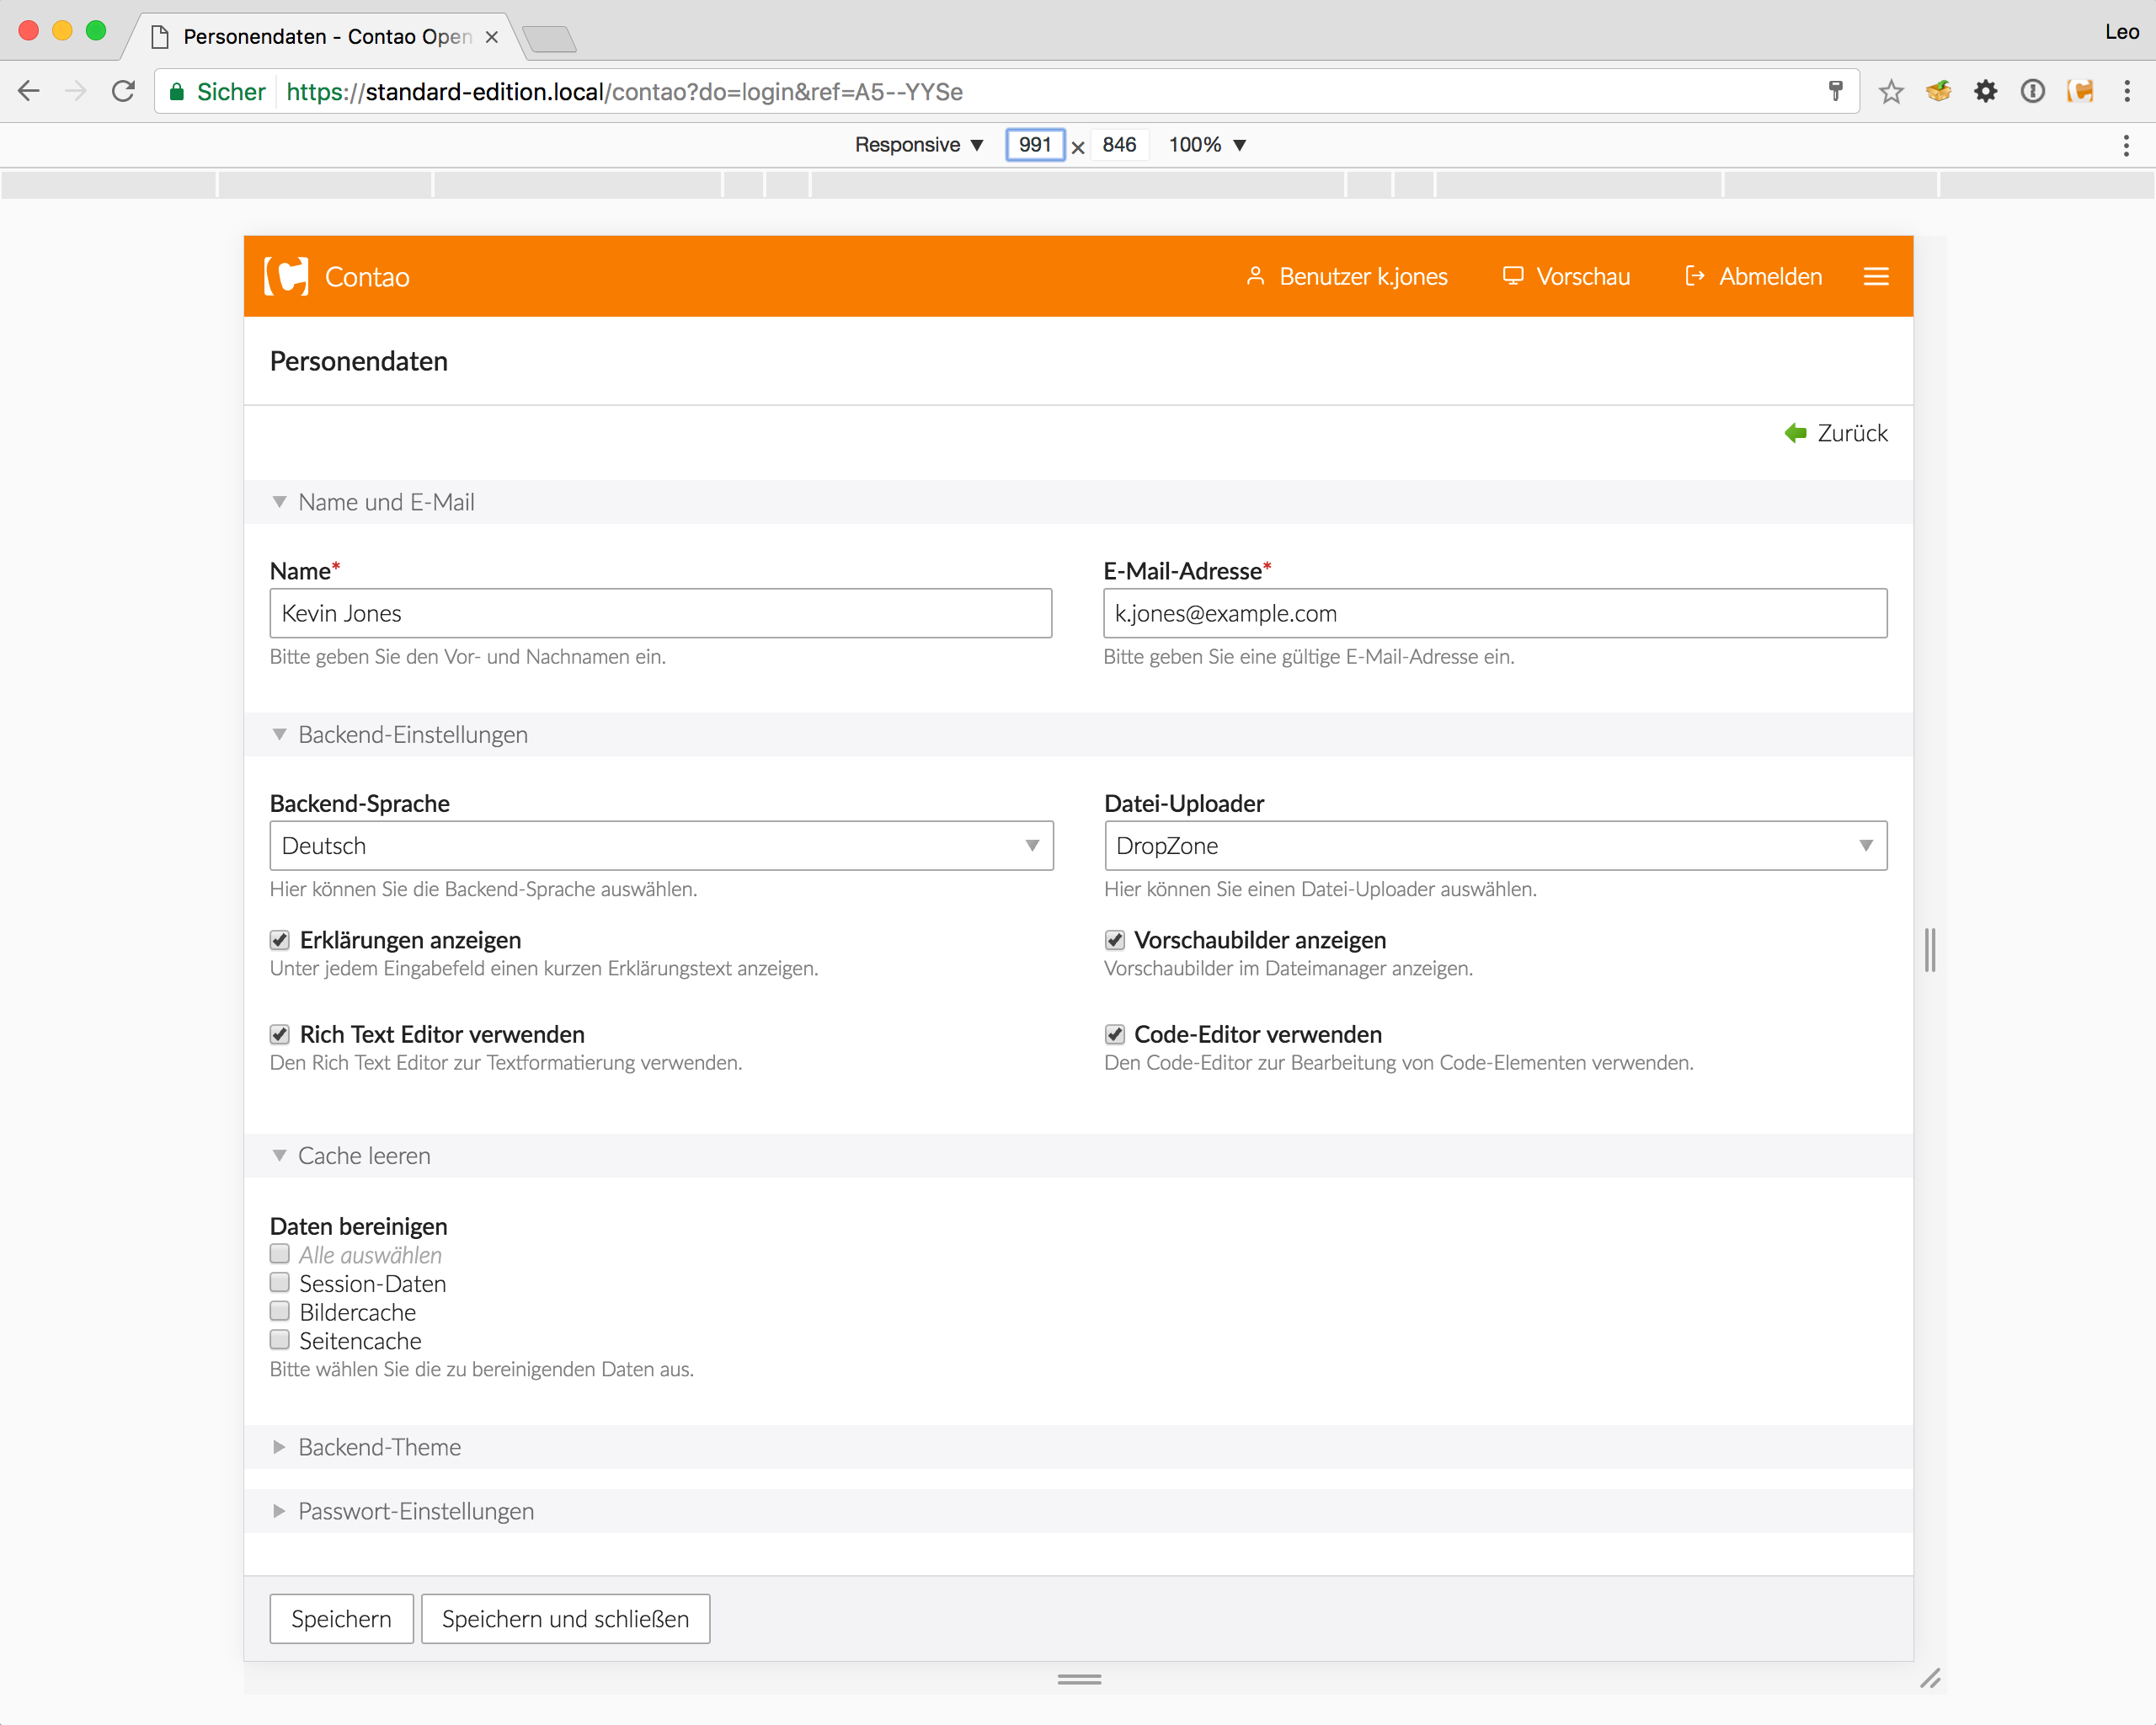 Personendaten - Contao Open
Leo
Sicher https://standard-edition.local/contao?do=login&ref=A5--YYSe
Responsive ▼ 991 × 846 100% ▼
Contao
Benutzer k.jones Vorschau Abmelden
Personendaten
Zurück
Name und E-Mail
Name* E-Mail-Adresse*
Kevin Jones k.jones@example.com
Bitte geben Sie den Vor- und Nachnamen ein. Bitte geben Sie eine gültige E-Mail-Adresse ein.
Backend-Einstellungen
Backend-Sprache Datei-Uploader
Deutsch DropZone
Hier können Sie die Backend-Sprache auswählen. Hier können Sie einen Datei-Uploader auswählen.
Erklärungen anzeigen Vorschaubilder anzeigen
Unter jedem Eingabefeld einen kurzen Erklärungstext anzeigen. Vorschaubilder im Dateimanager anzeigen.
Rich Text Editor verwenden Code-Editor verwenden
Den Rich Text Editor zur Textformatierung verwenden. Den Code-Editor zur Bearbeitung von Code-Elementen verwenden.
Cache leeren
Daten bereinigen
Alle auswählen
Session-Daten
Bildercache
Seitencache
Bitte wählen Sie die zu bereinigenden Daten aus.
Backend-Theme
Passwort-Einstellungen
Speichern Speichern und schließen